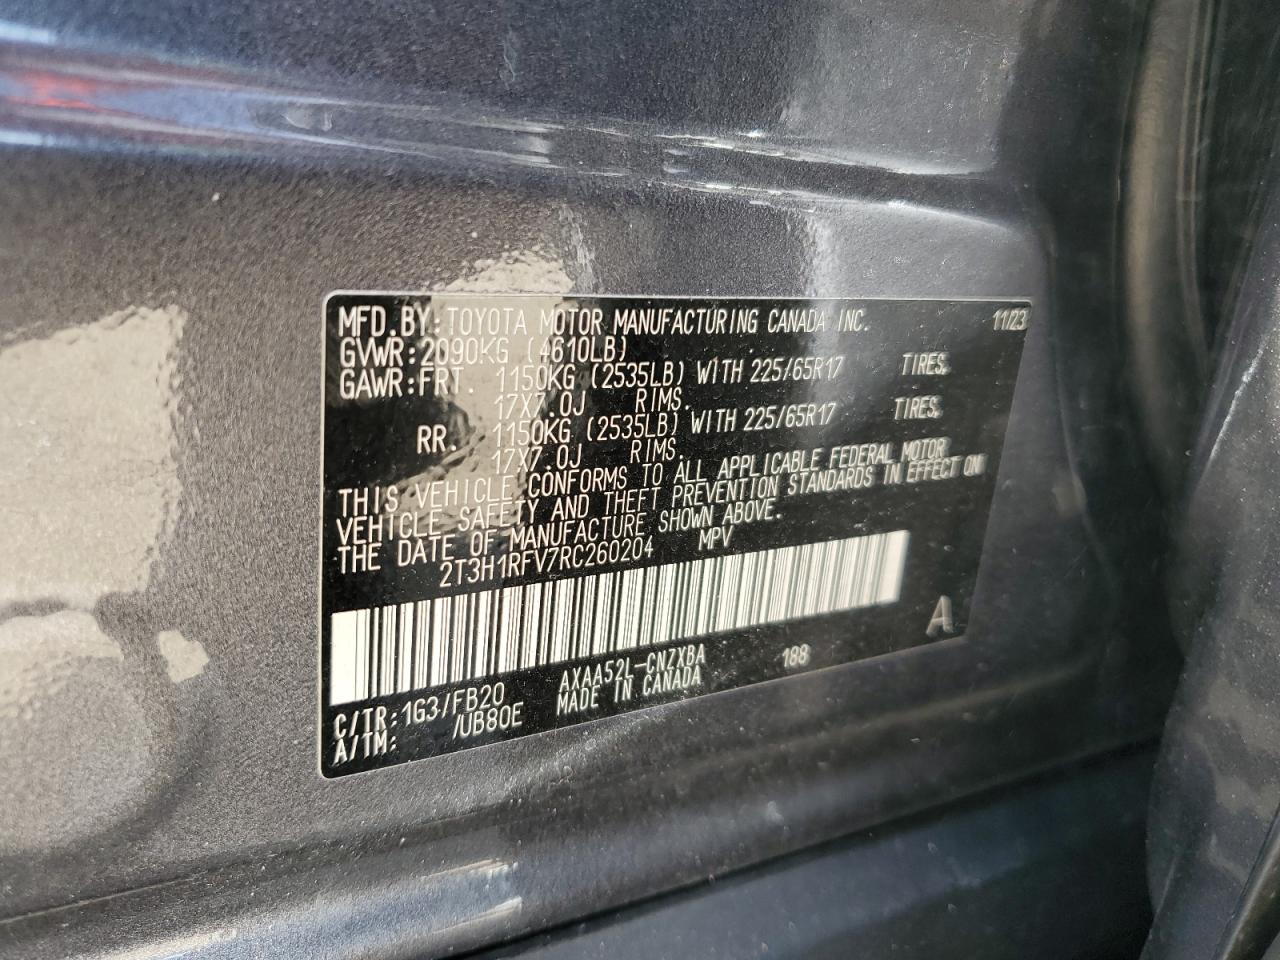 MFD.BY:TOYOTA MOTOR MANUFACTURING CANADA INC. 11/23
GVWR:2090KG (4610LB)
GAWR:FRT. 1150KG (2535LB) WITH 225/65R17 TIRES,
17X7.0J RIMS.
RR. 1150KG (2535LB) WITH 225/65R17 TIRES,
17X7.0J RIMS.
THIS VEHICLE CONFORMS TO ALL APPLICABLE FEDERAL MOTOR
VEHICLE SAFETY AND THEFT PREVENTION STANDARDS IN EFFECT ON
THE DATE OF MANUFACTURE SHOWN ABOVE.
2T3H1RFV7RC260204 MPV
A
C/TR:1G3/FB20 AXAA52L-CNZXBA 188
A/TM: /UB80E MADE IN CANADA